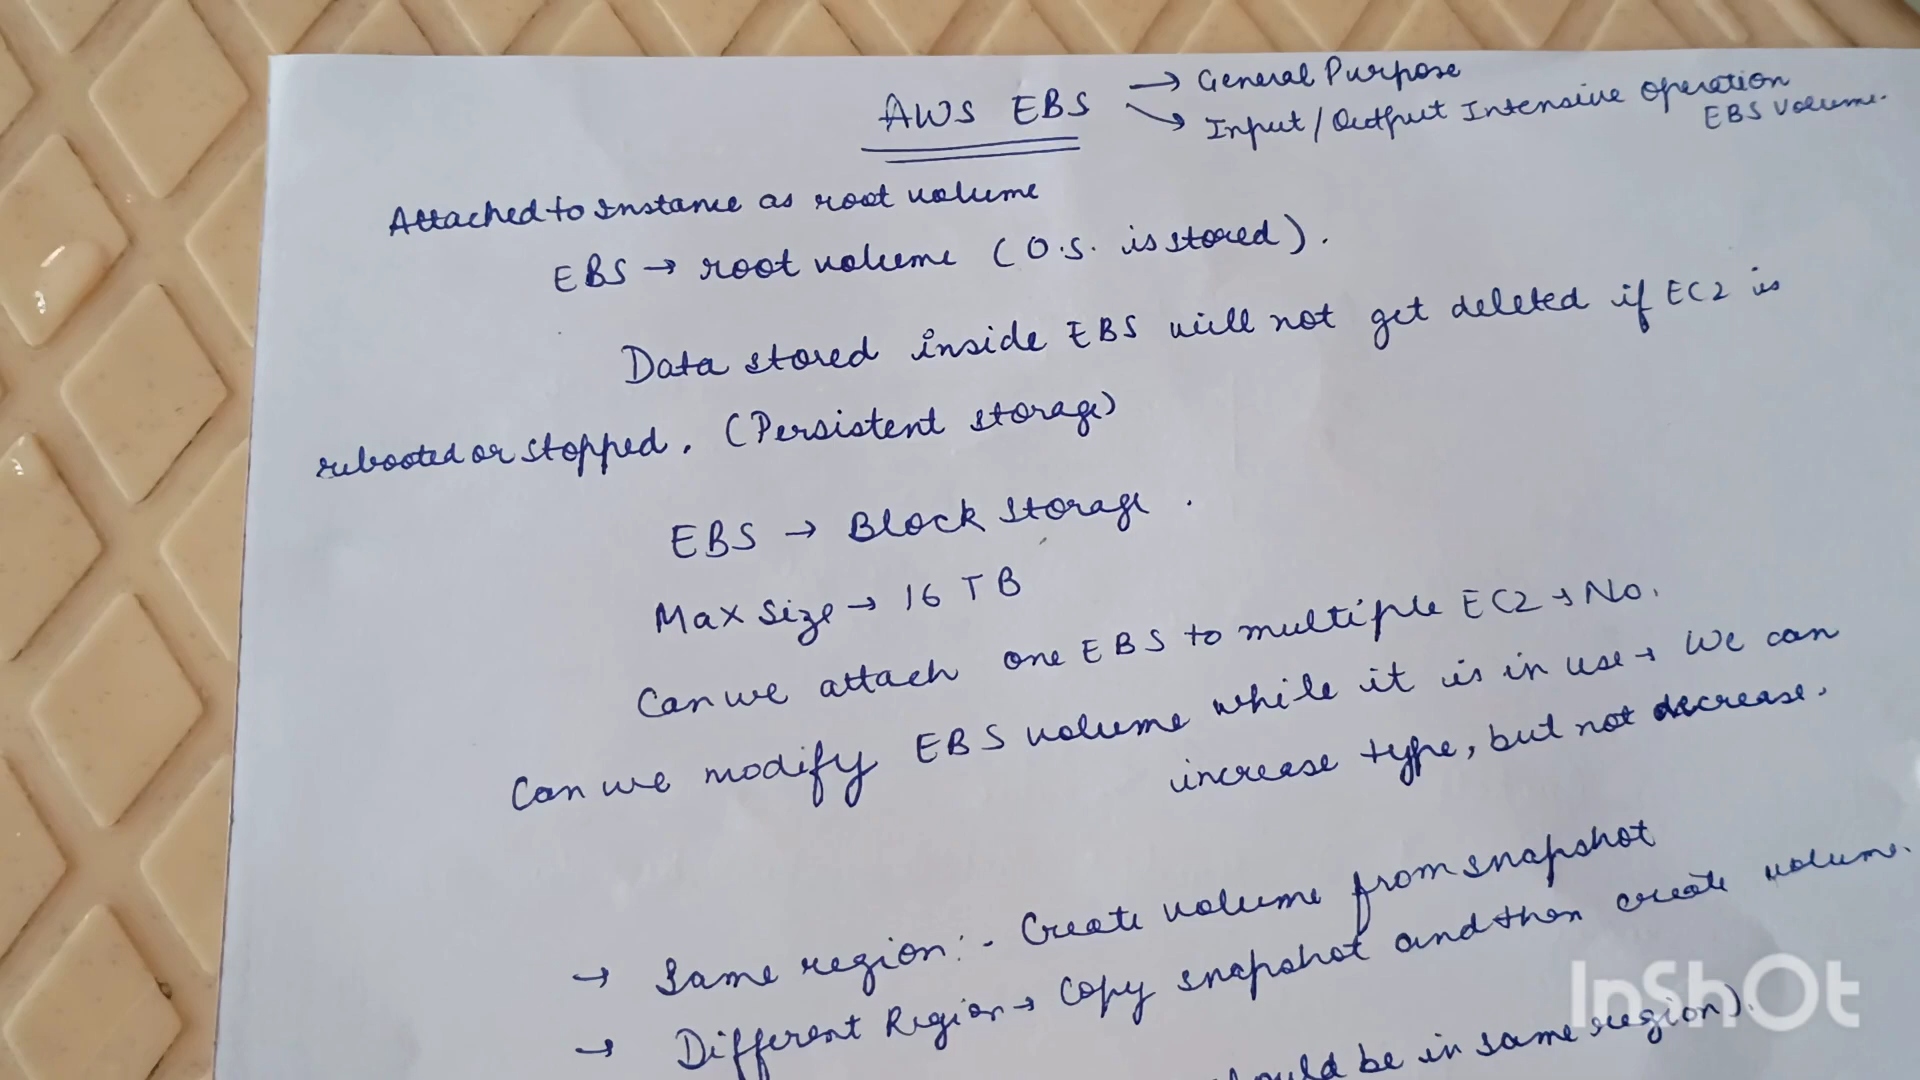 AWS EBS → General Purpose
→ Input/Output Intensive Operation
EBS Volume.
Attached to Instance as root volume
EBS → root volume (O.S. is stored).
Data stored inside EBS will not get deleted if EC2 is
rebooted or stopped. (Persistent storage)
EBS → Block storage.
Max Size → 16 TB
Can we attach one EBS to multiple EC2 → No.
Can we modify EBS volume while it is in use → We can
increase type, but not decrease.
→ Same region:- Create volume from snapshot
→ Different Region → Copy snapshot and then create volume.
be in same region).
InShOt